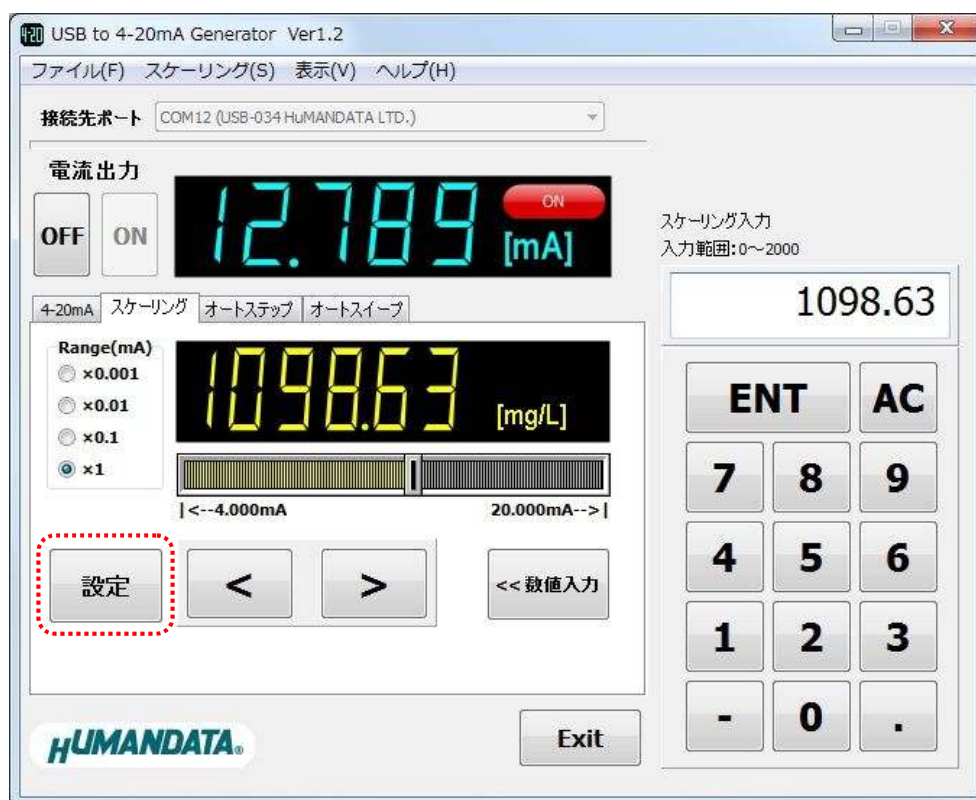 USB to 4-20mA Generator Ver1.2
ファイル(F) スケーリング(S) 表示(V) ヘルプ(H)
接続先ポート COM12 (USB-034 HuMANDATA LTD.)
電流出力
OFF ON
12.789 ON [mA]
4-20mA スケーリング オートステップ オートスイープ
Range(mA)
×0.001
×0.01
×0.1
×1
1098.63 [mg/L]
|<--4.000mA 20.000mA-->|
設定 < > <<数値入力
HUMANDATA®
Exit
スケーリング入力
入力範囲:0～2000
1098.63
ENT AC
7 8 9
4 5 6
1 2 3
- 0 .